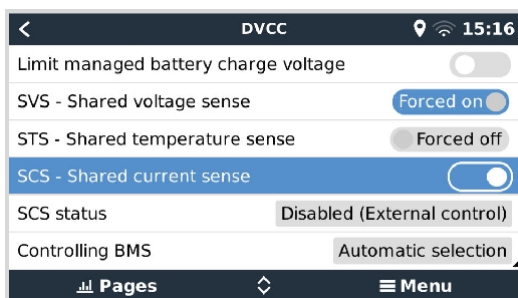 DVCC 15:16
Limit managed battery charge voltage
SVS - Shared voltage sense Forced on
STS - Shared temperature sense Forced off
SCS - Shared current sense
SCS status Disabled (External control)
Controlling BMS Automatic selection
Pages Menu